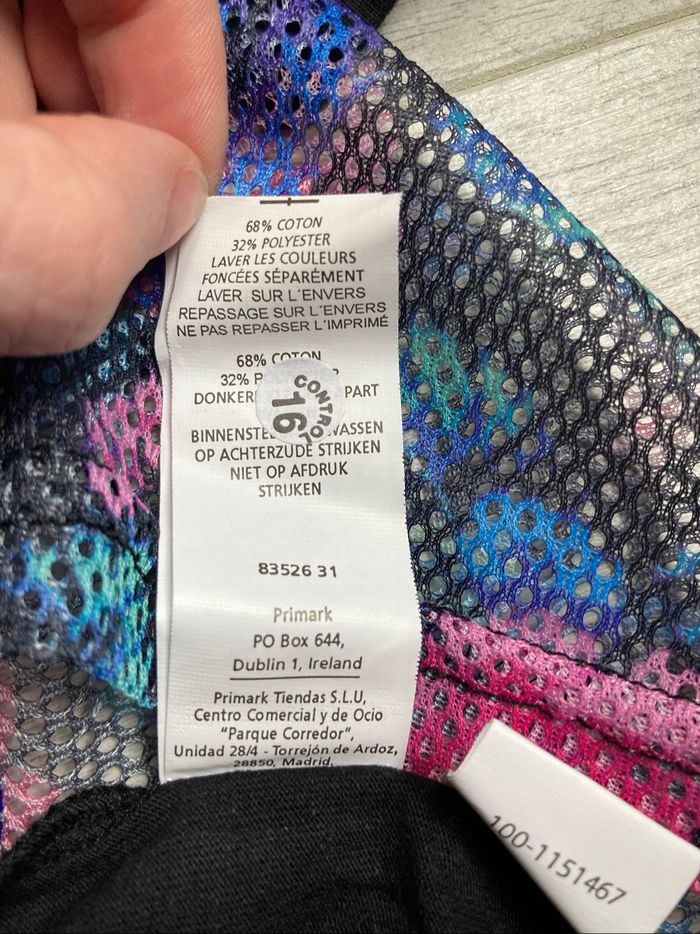 68% COTON
32% POLYESTER
LAVER LES COULEURS
FONCÉES SÉPARÉMENT
LAVER SUR L'ENVERS
REPASSAGE SUR L'ENVERS
NE PAS REPASSER L'IMPRIMÉ
68% COTON
32% P
DONKER PART
CONTROL
16
BINNENSTE WASSEN
OP ACHTERZUDE STRIJKEN
NIET OP AFDRUK
STRIJKEN
83526 31
Primark
PO Box 644,
Dublin 1, Ireland
Primark Tiendas S.L.U,
Centro Comercial y de Ocio
"Parque Corredor",
Unidad 28/4 - Torrejón de Ardoz,
28850, Madrid,
100-1151467